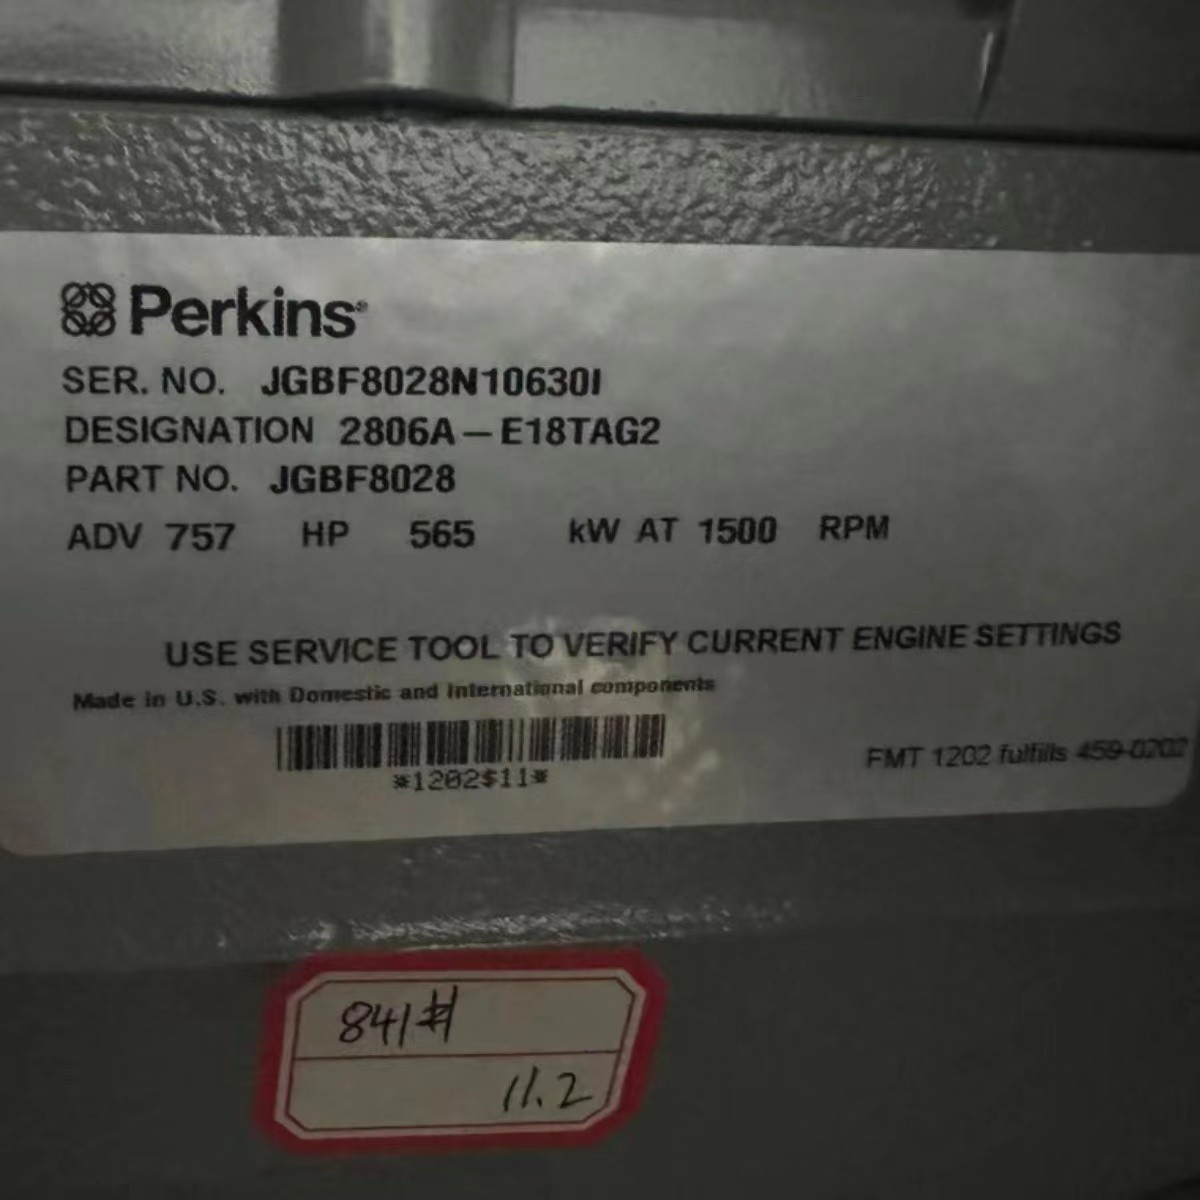 Perkins®
SER. NO. JGBF8028N10630I
DESIGNATION 2806A – E18TAG2
PART NO. JGBF8028
ADV 757 HP 565 kW AT 1500 RPM
USE SERVICE TOOL TO VERIFY CURRENT ENGINE SETTINGS
Made in U.S. with Domestic and International components
*1202$11*
FMT 1202 fulfills 459-0202
841#
11.2